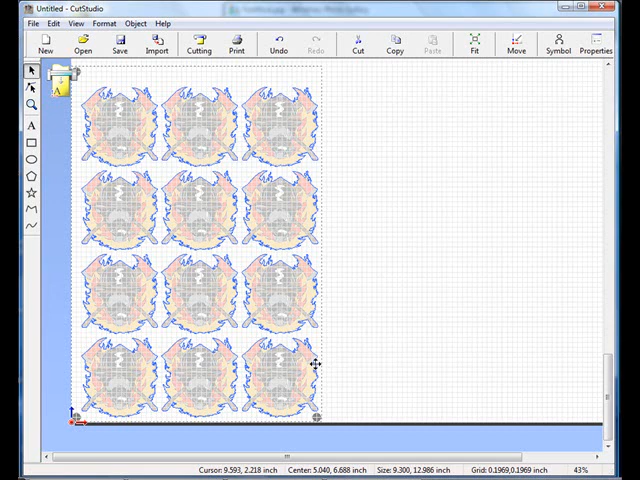 Untitled - CutStudio
File Edit View Format Object Help
New Open Save Import Cutting Print Undo Redo Cut Copy Paste Fit Move Symbol Properties
A
A
Cursor: 9.593, 2.218 inch Center: 5.040, 6.688 inch Size: 9.300, 12.986 inch Grid: 0.1969,0.1969 inch 43%